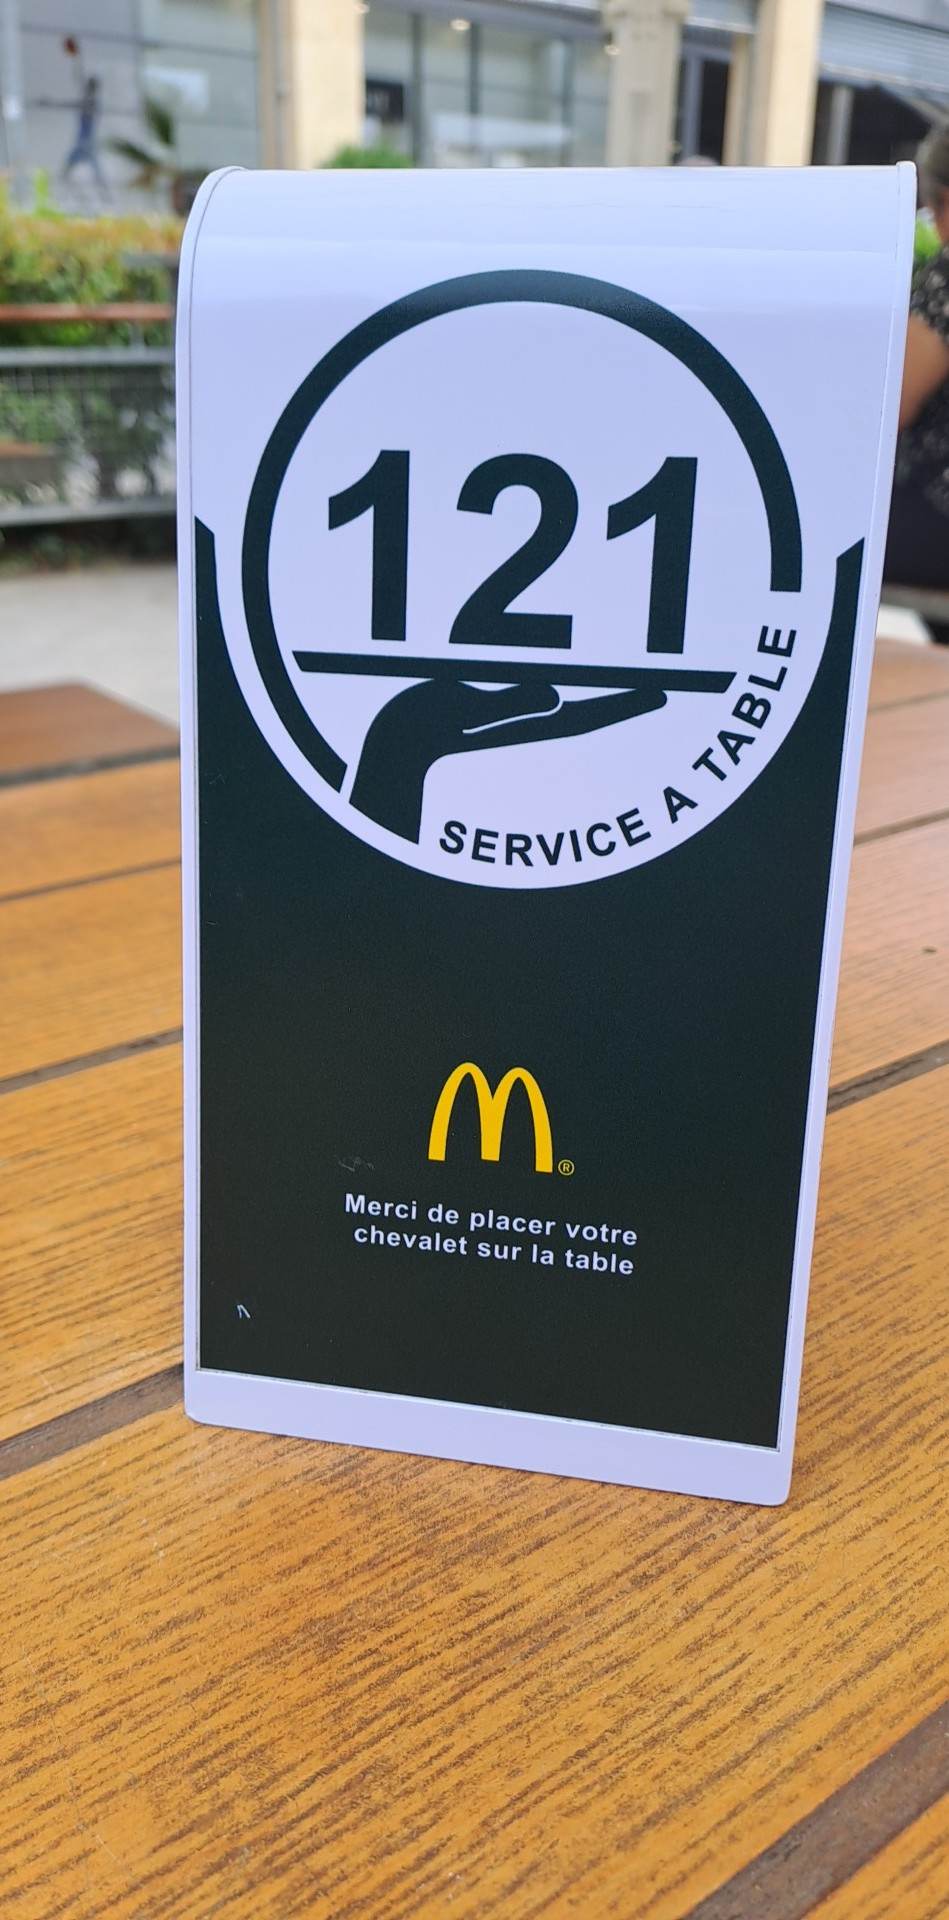 121
SERVICE A TABLE
M®
Merci de placer votre
chevalet sur la table